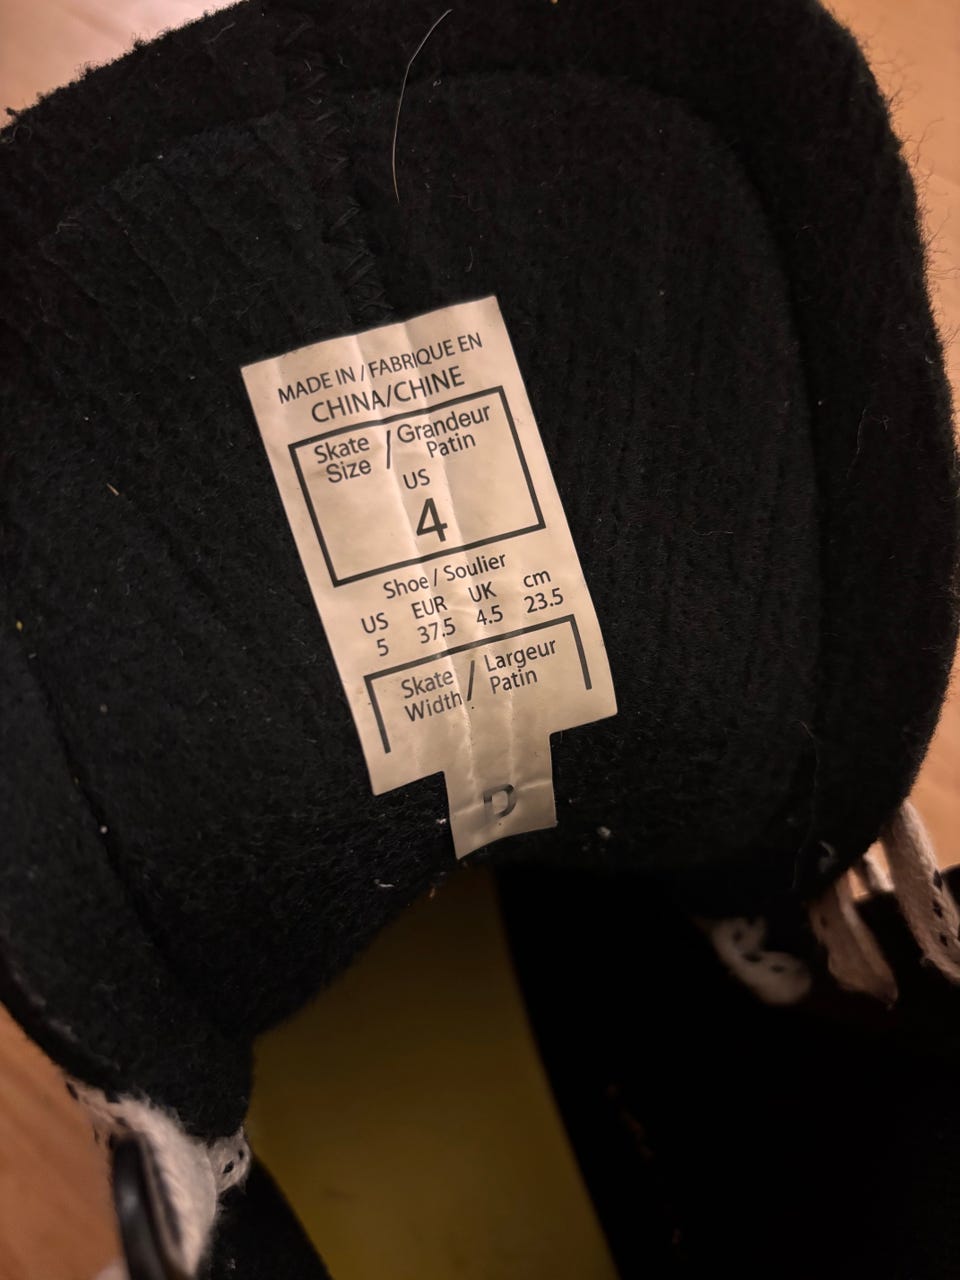 MADE IN / FABRIQUE EN
CHINA/CHINE
Skate Size / Grandeur Patin
US
4
Shoe / Soulier
US EUR UK cm
5 37.5 4.5 23.5
Skate Width / Largeur Patin
D